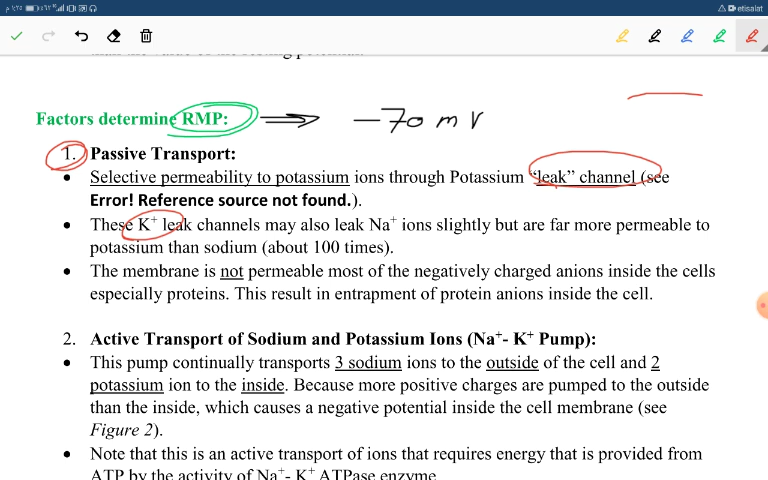 etisalat
Factors determine RMP: → -70 mV
1. Passive Transport:
• Selective permeability to potassium ions through Potassium “leak” channel (see
Error! Reference source not found.).
• These K+ leak channels may also leak Na+ ions slightly but are far more permeable to
potassium than sodium (about 100 times).
• The membrane is not permeable most of the negatively charged anions inside the cells
especially proteins. This result in entrapment of protein anions inside the cell.
2. Active Transport of Sodium and Potassium Ions (Na+- K+ Pump):
• This pump continually transports 3 sodium ions to the outside of the cell and 2
potassium ion to the inside. Because more positive charges are pumped to the outside
than the inside, which causes a negative potential inside the cell membrane (see
Figure 2).
• Note that this is an active transport of ions that requires energy that is provided from
ATP by the activity of Na+- K+ ATPase enzyme